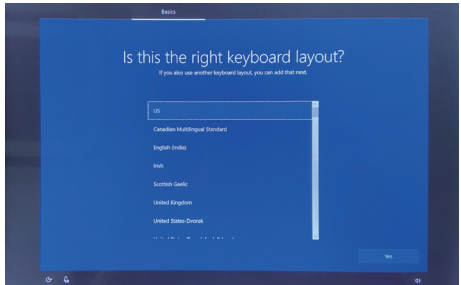 Basics
Is this the right keyboard layout?
If you also use another keyboard layout, you can add that next.
US
Canadian Multilingual Standard
English (India)
Irish
Scottish Gaelic
United Kingdom
United States-Dvorak
Yes